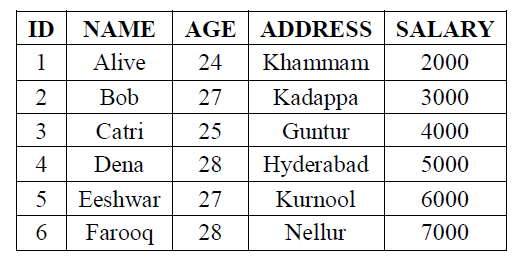 ID NAME AGE ADDRESS SALARY
1 Alive 24 Khammam 2000
2 Bob 27 Kadappa 3000
3 Catri 25 Guntur 4000
4 Dena 28 Hyderabad 5000
5 Eeshwar 27 Kurnool 6000
6 Farooq 28 Nellur 7000